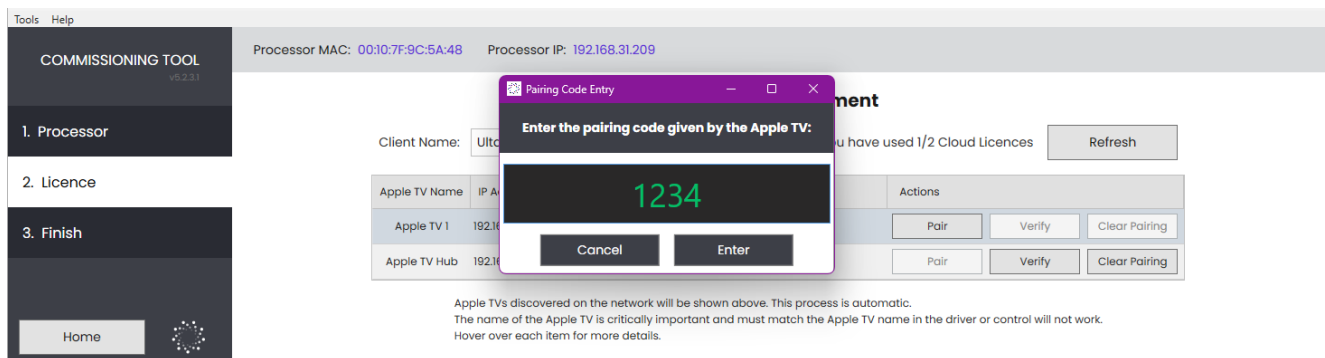 Tools Help
COMMISSIONING TOOL
v5.2.3.1
Processor MAC: 00:10:7F:9C:5A:48 Processor IP: 192.168.31.209
1. Processor
2. Licence
3. Finish
Home
Pairing Code Entry
Enter the pairing code given by the Apple TV:
1234
Cancel Enter
Client Name: have used 1/2 Cloud Licences Refresh
Apple TV Name IP Actions
Apple TV 1 Pair Verify Clear Pairing
Apple TV Hub Pair Verify Clear Pairing
Apple TVs discovered on the network will be shown above. This process is automatic.
The name of the Apple TV is critically important and must match the Apple TV name in the driver or control will not work.
Hover over each item for more details.